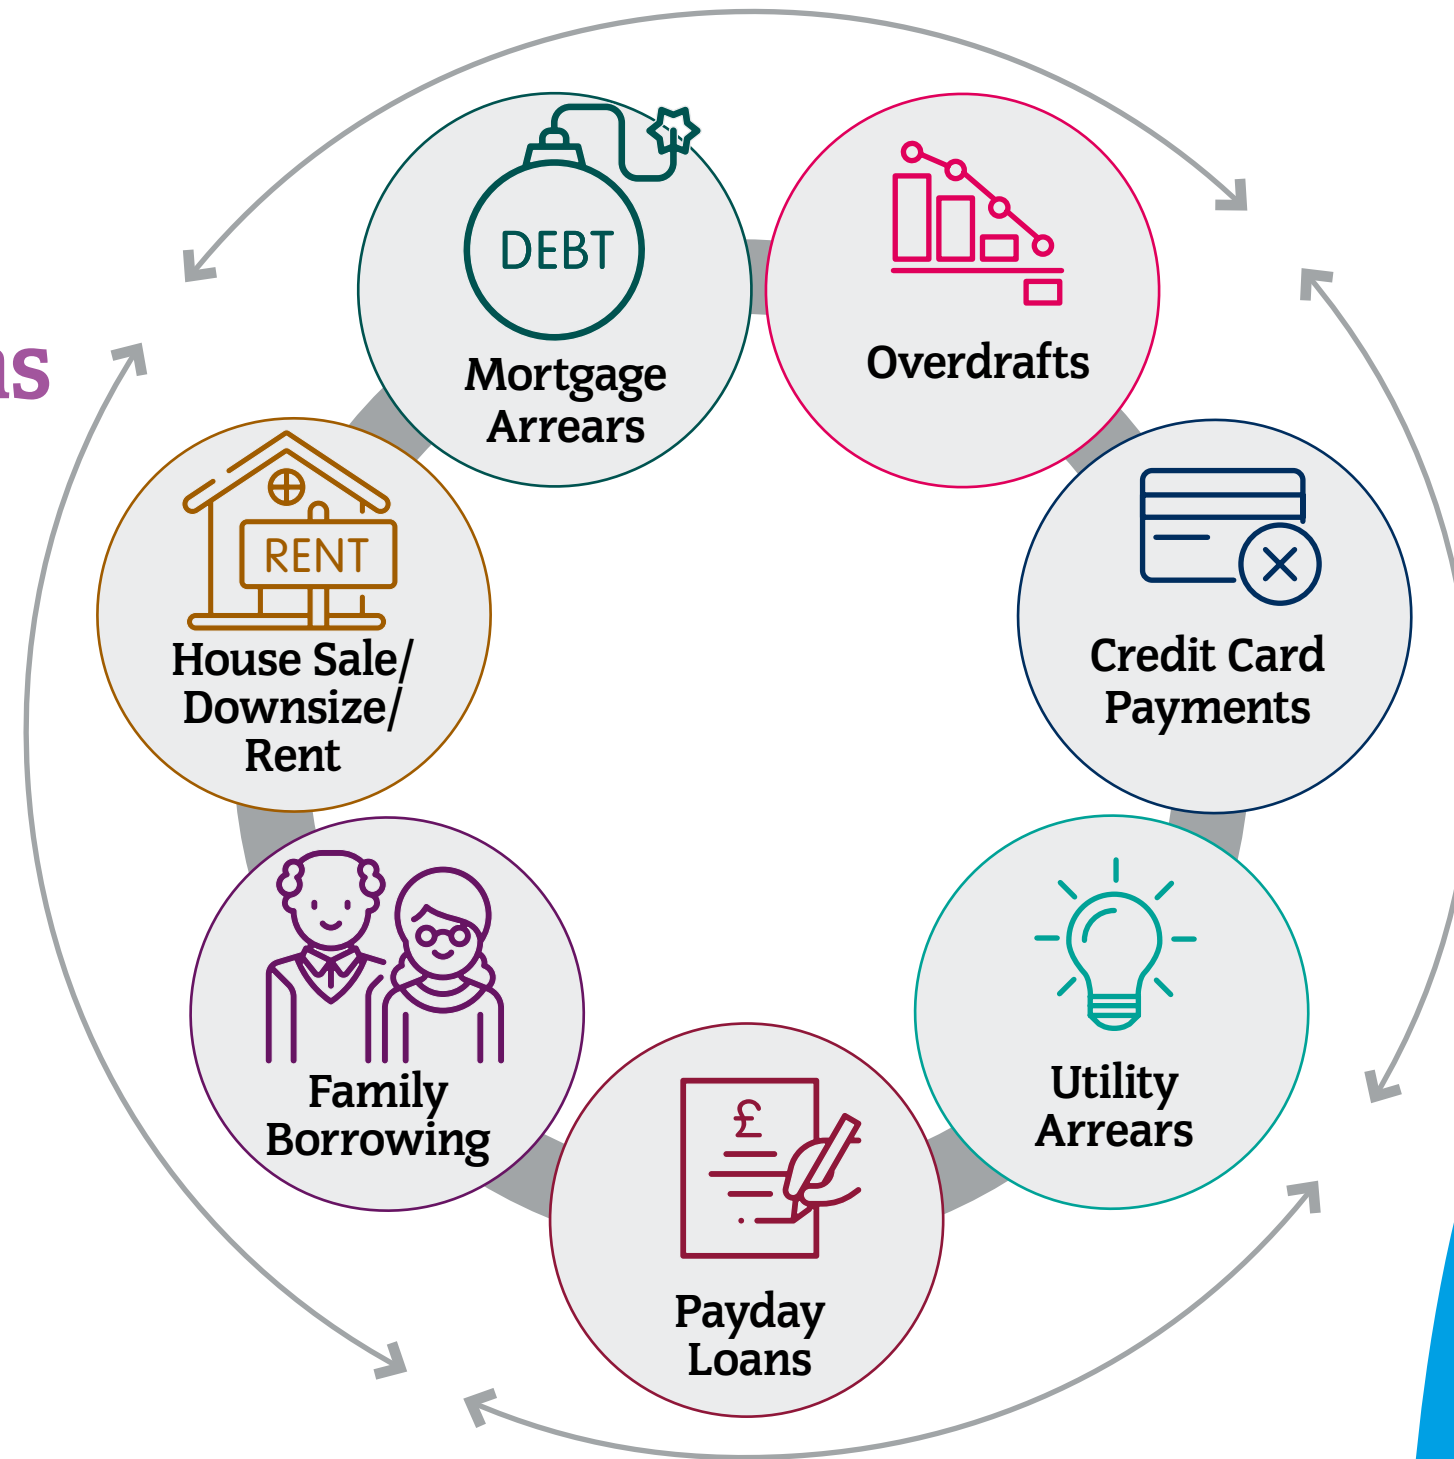 DEBT
Mortgage
Arrears
Overdrafts
Credit Card
Payments
Utility
Arrears
£
Payday
Loans
Family
Borrowing
RENT
House Sale/
Downsize/
Rent